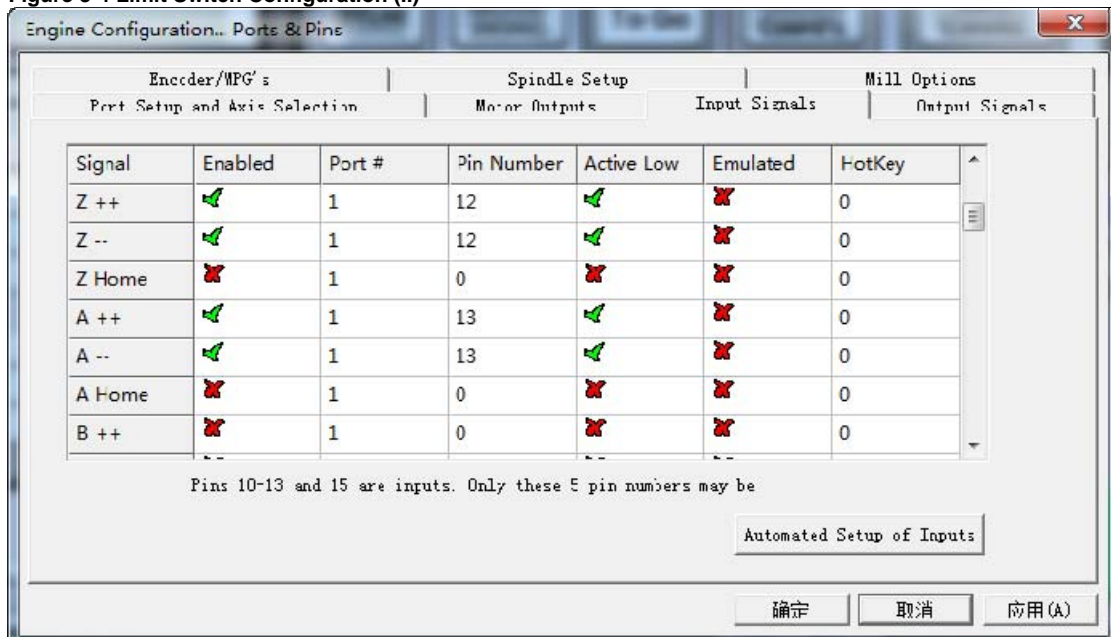 Engine Configuration... Ports & Pins
Encoder/MPG's Spindle Setup Mill Options
Port Setup and Axis Selection Motor Outputs Input Signals Output Signals
Signal Enabled Port # Pin Number Active Low Emulated HotKey
Z ++ 1 12 0
Z -- 1 12 0
Z Home 1 0 0
A ++ 1 13 0
A -- 1 13 0
A Home 1 0 0
B ++ 1 0 0
Pins 10-13 and 15 are inputs. Only these 5 pin numbers may be
Automated Setup of Inputs
确定 取消 应用(A)